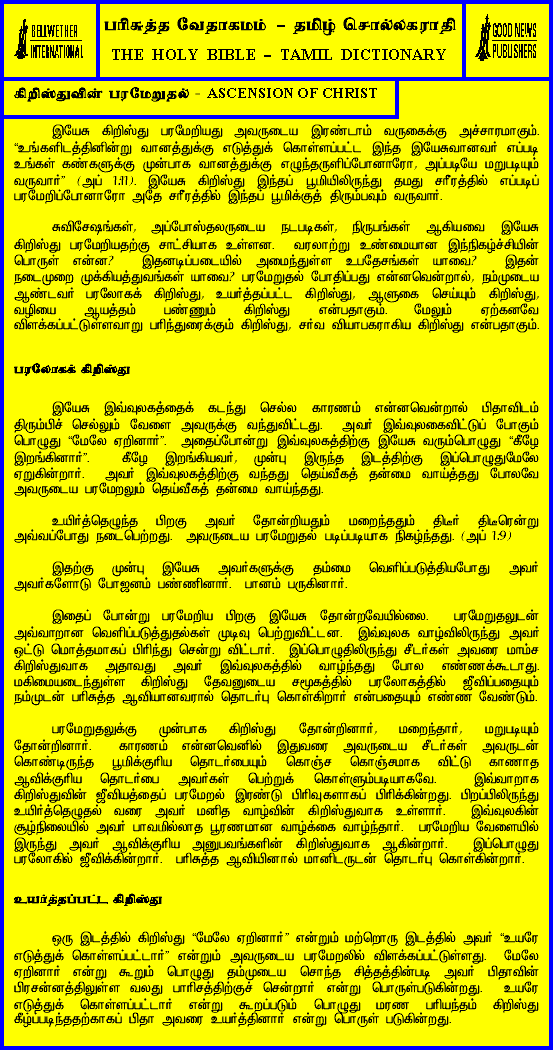 BELLWETHER
INTERNATIONAL
பரிசுத்த வேதாகமம் – தமிழ் சொல்லகராதி
THE HOLY BIBLE – TAMIL DICTIONARY
GOOD NEWS
PUBLISHERS
கிறிஸ்துவின் பரமேறுதல் - ASCENSION OF CHRIST
இயேசு கிறிஸ்து பரமேறியது அவருடைய இரண்டாம் வருகைக்கு அச்சாரமாகும்.
“உங்களிடத்தினின்று வானத்துக்கு எடுத்துக் கொள்ளப்பட்ட இந்த இயேசுவானவர் எப்படி
உங்கள் கண்களுக்கு முன்பாக வானத்துக்கு எழுந்தருளிப்போனாரோ, அப்படியே மறுபடியும்
வருவார்” (அப் 1:11). இயேசு கிறிஸ்து இந்தப் பூமியிலிருந்து தமது சரீரத்தில் எப்படிப்
பரமேறிப்போனாரோ அதே சரீரத்தில் இந்தப் பூமிக்குத் திரும்பவும் வருவார்.
சுவிசேஷங்கள், அப்போஸ்தலருடைய நடபடிகள், நிருபங்கள் ஆகியவை இயேசு
கிறிஸ்து பரமேறியதற்கு சாட்சியாக உள்ளன. வரலாற்று உண்மையான இந்நிகழ்ச்சியின்
பொருள் என்ன? இதனடிப்படையில் அமைந்துள்ள உபதேசங்கள் யாவை? இதன்
நடைமுறை முக்கியத்துவங்கள் யாவை? பரமேறுதல் போதிப்பது என்னவென்றால், நம்முடைய
ஆண்டவர் பரலோகக் கிறிஸ்து, உயர்த்தப்பட்ட கிறிஸ்து, ஆளுகை செய்யும் கிறிஸ்து,
வழியை ஆயத்தம் பண்ணும் கிறிஸ்து என்பதாகும். மேலும் ஏற்கனவே
விளக்கப்பட்டுள்ளவாறு பரிந்துரைக்கும் கிறிஸ்து, சர்வ வியாபகராகிய கிறிஸ்து என்பதாகும்.
பரலோகக் கிறிஸ்து
இயேசு இவ்வுலகத்தைக் கடந்து செல்ல காரணம் என்னவென்றால் பிதாவிடம்
திரும்பிச் செல்லும் வேளை அவருக்கு வந்துவிட்டது. அவர் இவ்வுலகைவிட்டுப் போகும்
பொழுது “மேலே ஏறினார்”. அதைப்போன்று இவ்வுலகத்திற்கு இயேசு வரும்பொழுது “கீழே
இறங்கினார்”. கீழே இறங்கியவர், முன்பு இருந்த இடத்திற்கு இப்பொழுதுமேலே
ஏறுகின்றார். அவர் இவ்வுலகத்திற்கு வந்தது தெய்வீகத் தன்மை வாய்த்தது போலவே
அவருடைய பரமேறலும் தெய்வீகத் தன்மை வாய்ந்தது.
உயிர்த்தெழுந்த பிறகு அவர் தோன்றியதும் மறைந்ததும் திடீர் திடீரென்று
அவ்வப்போது நடைபெற்றது. அவருடைய பரமேறுதல் படிப்படியாக நிகழ்ந்தது. (அப் 1:9)
இதற்கு முன்பு இயேசு அவர்களுக்கு தம்மை வெளிப்படுத்தியபோது அவர்
அவர்களோடு போஜனம் பண்ணினார். பானம் பருகினார்.
இதைப் போன்று பரமேறிய பிறகு இயேசு தோன்றவேயில்லை. பரமேறுதலுடன்
அவ்வாறான வெளிப்படுத்துதல்கள் முடிவு பெற்றுவிட்டன. இவ்வுலக வாழ்விலிருந்து அவர்
ஒட்டு மொத்தமாகப் பிரிந்து சென்று விட்டார். இப்பொழுதிலிருந்து சீடர்கள் அவரை மாம்ச
கிறிஸ்துவாக அதாவது அவர் இவ்வுலகத்தில் வாழ்ந்தது போல எண்ணக்கூடாது.
மகிமையடைந்துள்ள கிறிஸ்து தேவனுடைய சமூகத்தில் பரலோகத்தில் ஜீவிப்பதையும்
நம்முடன் பரிசுத்த ஆவியானவரால் தொடர்பு கொள்கிறார் என்பதையும் எண்ண வேண்டும்.
பரமேறுதலுக்கு முன்பாக கிறிஸ்து தோன்றினார், மறைந்தார், மறுபடியும்
தோன்றினார். காரணம் என்னவெனில் இதுவரை அவருடைய சீடர்கள் அவருடன்
கொண்டிருந்த பூமிக்குரிய தொடர்பையும் கொஞ்ச கொஞ்சமாக விட்டு காணாத
ஆவிக்குரிய தொடர்பை அவர்கள் பெற்றுக் கொள்ளும்படியாகவே. இவ்வாறாக
கிறிஸ்துவின் ஜீவியத்தைப் பரமேறல் இரண்டு பிரிவுகளாகப் பிரிக்கின்றது. பிறப்பிலிருந்து
உயிர்த்தெழுதல் வரை அவர் மனித வாழ்வின் கிறிஸ்துவாக உள்ளார். இவ்வுலகின்
சூழ்நிலையில் அவர் பாவமில்லாத பூரணமான வாழ்க்கை வாழ்ந்தார். பரமேறிய வேளையில்
இருந்து அவர் ஆவிக்குரிய அனுபவங்களின் கிறிஸ்துவாக ஆகின்றார். இப்பொழுது
பரலோகில் ஜீவிக்கின்றார். பரிசுத்த ஆவியினால் மானிடருடன் தொடர்பு கொள்கின்றார்.
உயர்த்தப்பட்ட கிறிஸ்து
ஒரு இடத்தில் கிறிஸ்து “மேலே ஏறினார்” என்றும் மற்றொரு இடத்தில் அவர் “உயரே
எடுத்துக் கொள்ளப்பட்டார்” என்றும் அவருடைய பரமேறலில் விளக்கப்பட்டுள்ளது. மேலே
ஏறினார் என்று கூறும் பொழுது தம்முடைய சொந்த சித்தத்தின்படி அவர் பிதாவின்
பிரசன்னத்திலுள்ள வலது பாரிசத்திற்குச் சென்றார் என்று பொருள்படுகின்றது. உயரே
எடுத்துக் கொள்ளப்பட்டார் என்று கூறப்படும் பொழுது மரண பரியந்தம் கிறிஸ்து
கீழ்ப்படிந்ததற்காகப் பிதா அவரை உயர்த்தினார் என்று பொருள் படுகின்றது.